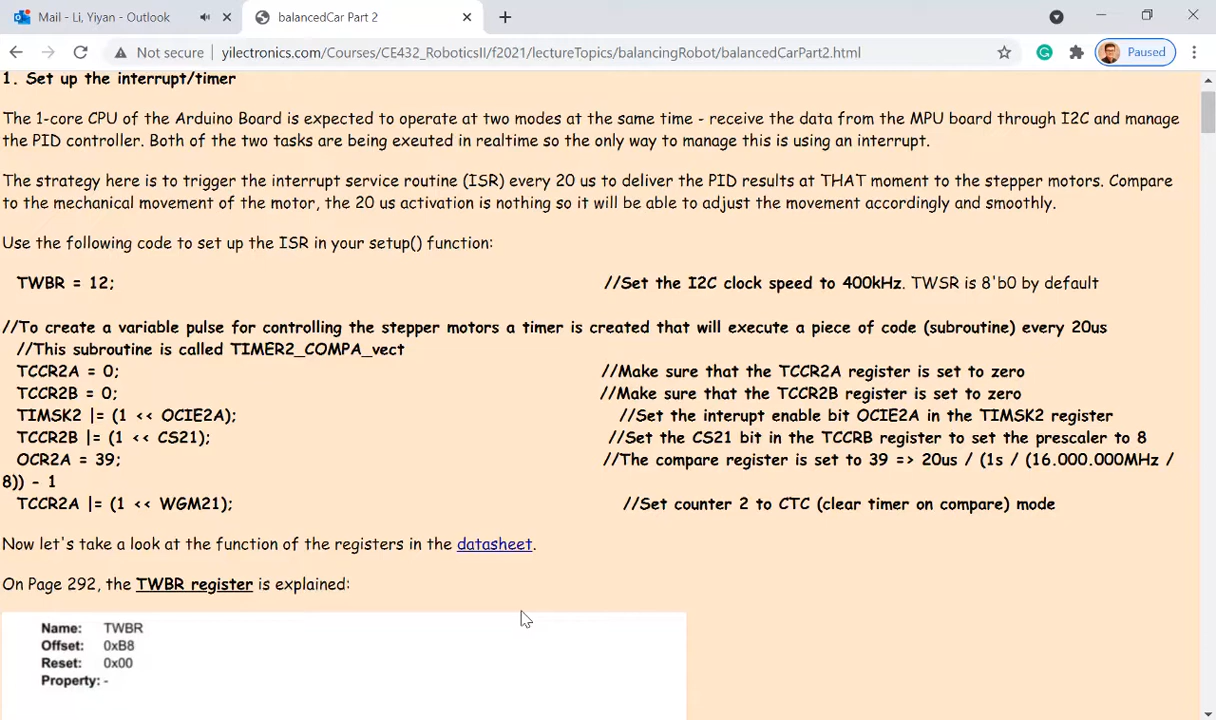 Mail - Li, Yiyan - Outlook
balancedCar Part 2
Not secure
yilectronics.com/Courses/CE432_RoboticsII/f2021/lectureTopics/balancingRobot/balancedCarPart2.html
Paused
1. Set up the interrupt/timer
The 1-core CPU of the Arduino Board is expected to operate at two modes at the same time - receive the data from the MPU board through I2C and manage
the PID controller. Both of the two tasks are being exeuted in realtime so the only way to manage this is using an interrupt.
The strategy here is to trigger the interrupt service routine (ISR) every 20 us to deliver the PID results at THAT moment to the stepper motors. Compare
to the mechanical movement of the motor, the 20 us activation is nothing so it will be able to adjust the movement accordingly and smoothly.
Use the following code to set up the ISR in your setup() function:
TWBR = 12; //Set the I2C clock speed to 400kHz. TWSR is 8'b0 by default
//To create a variable pulse for controlling the stepper motors a timer is created that will execute a piece of code (subroutine) every 20us
//This subroutine is called TIMER2_COMPA_vect
TCCR2A = 0; //Make sure that the TCCR2A register is set to zero
TCCR2B = 0; //Make sure that the TCCR2B register is set to zero
TIMSK2 |= (1 << OCIE2A); //Set the interupt enable bit OCIE2A in the TIMSK2 register
TCCR2B |= (1 << CS21); //Set the CS21 bit in the TCCRB register to set the prescaler to 8
OCR2A = 39; //The compare register is set to 39 => 20us / (1s / (16.000.000MHz /
8)) - 1
TCCR2A |= (1 << WGM21); //Set counter 2 to CTC (clear timer on compare) mode
Now let's take a look at the function of the registers in the datasheet.
On Page 292, the TWBR register is explained:
Name: TWBR
Offset: 0xB8
Reset: 0x00
Property: -